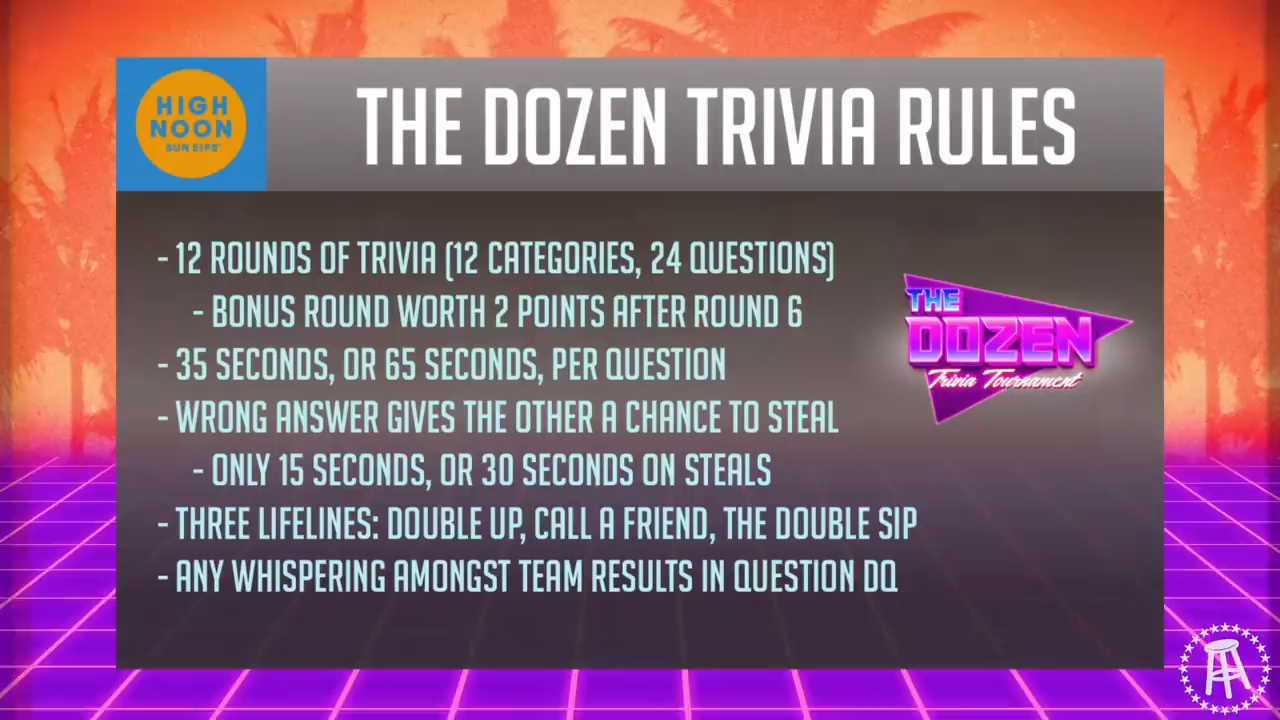 HIGH
NOON
SUN SIPS
THE DOZEN TRIVIA RULES
- 12 ROUNDS OF TRIVIA (12 CATEGORIES, 24 QUESTIONS)
- BONUS ROUND WORTH 2 POINTS AFTER ROUND 6
- 35 SECONDS, OR 65 SECONDS, PER QUESTION
- WRONG ANSWER GIVES THE OTHER A CHANCE TO STEAL
- ONLY 15 SECONDS, OR 30 SECONDS ON STEALS
- THREE LIFELINES: DOUBLE UP, CALL A FRIEND, THE DOUBLE SIP
- ANY WHISPERING AMONGST TEAM RESULTS IN QUESTION DQ
THE
DOZEN
Trivia Tournament